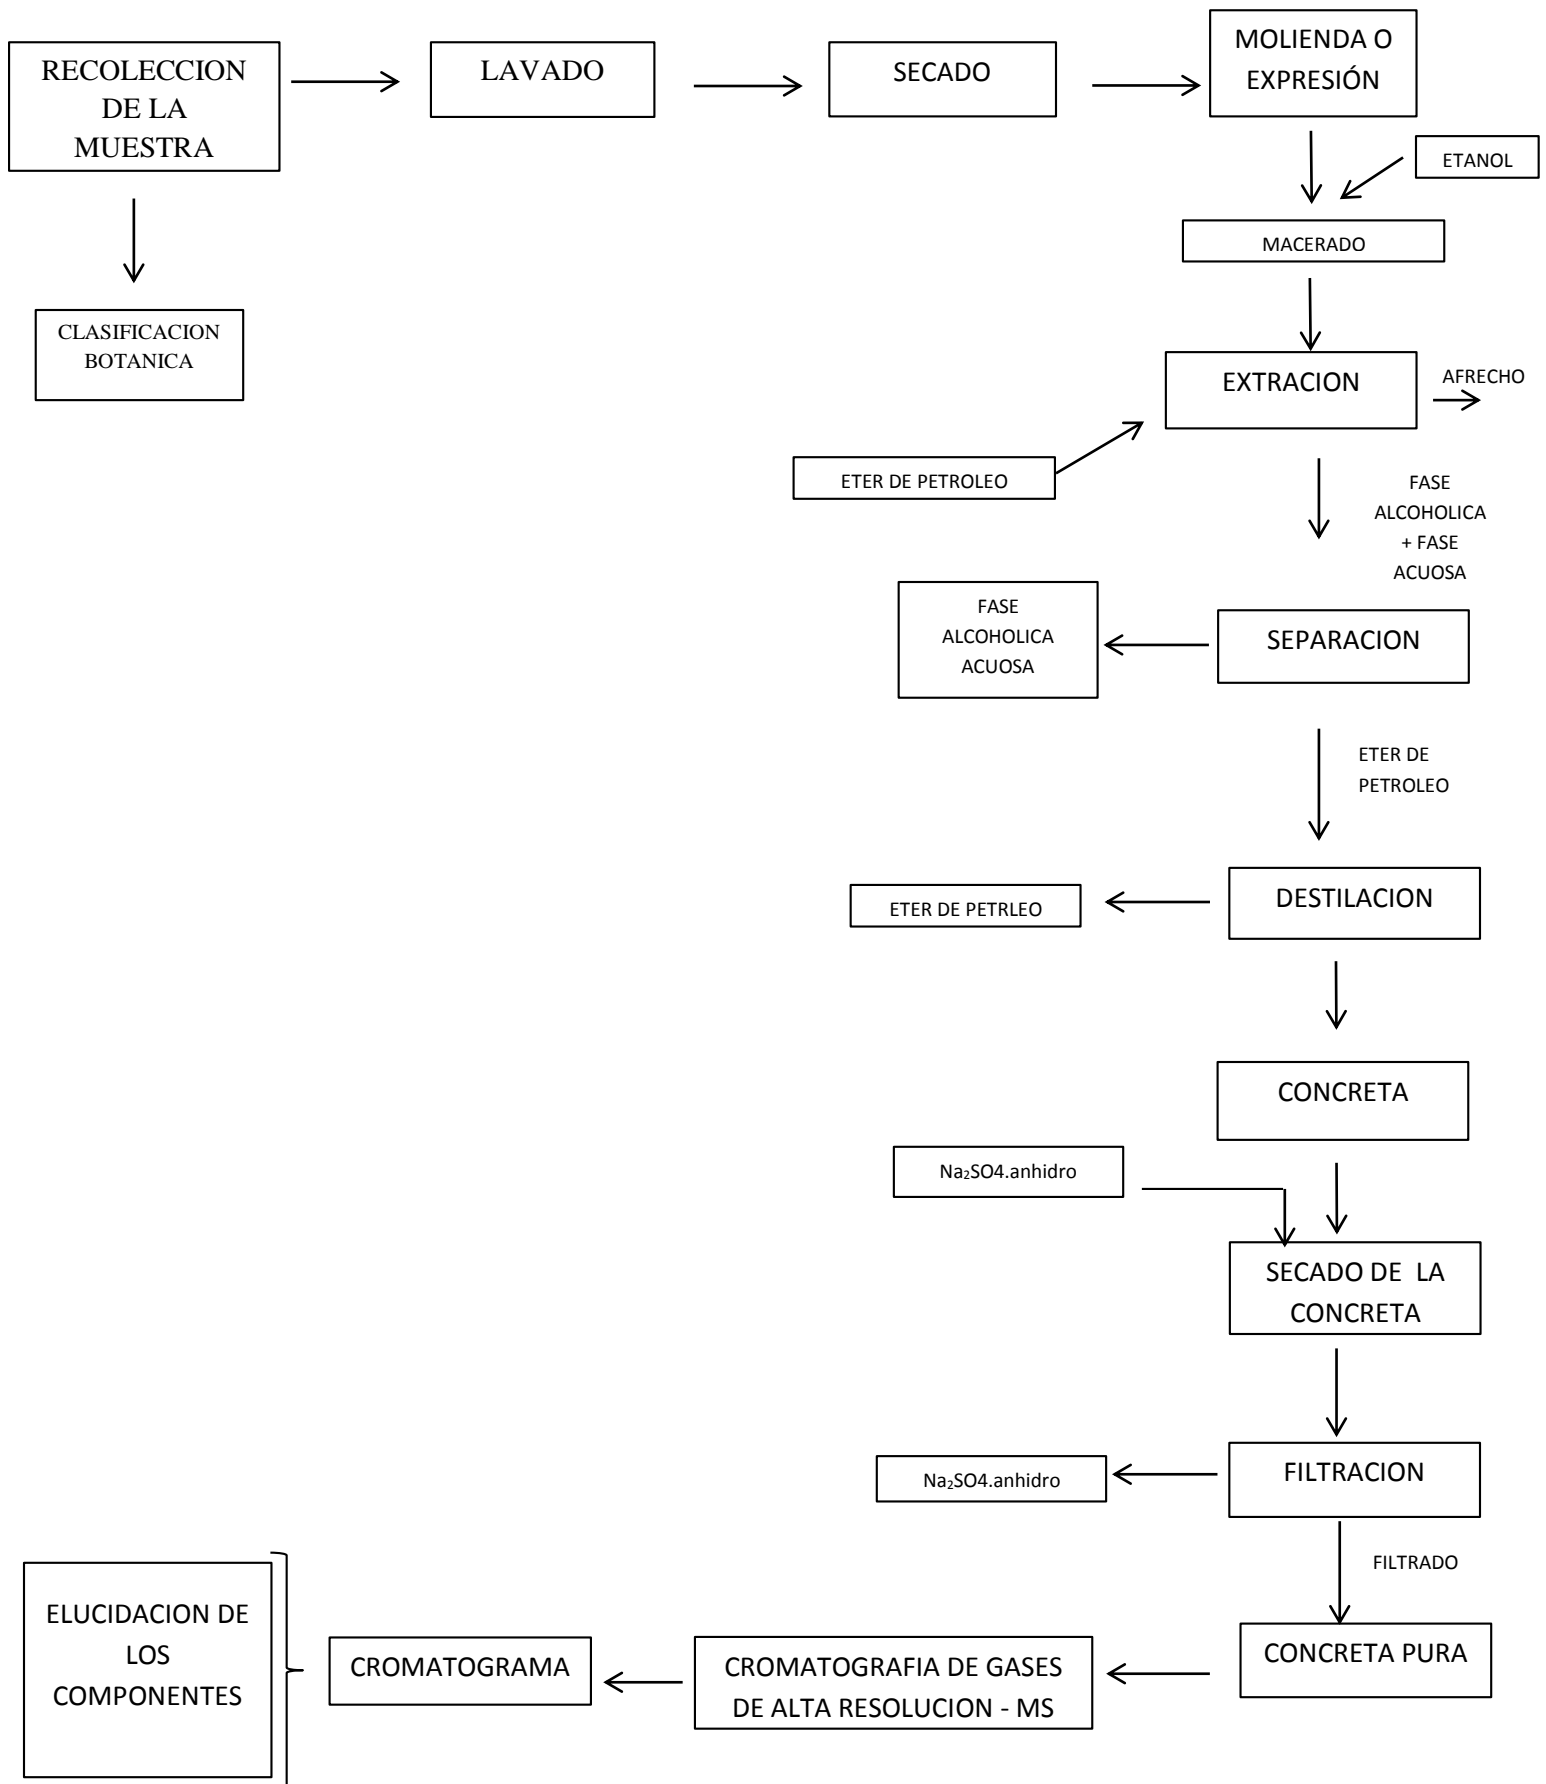 RECOLECCION
DE LA
MUESTRA
LAVADO
SECADO
MOLIENDA O
EXPRESIÓN
ETANOL
MACERADO
CLASIFICACION
BOTANICA
EXTRACION
AFRECHO
ETER DE PETROLEO
FASE
ALCOHOLICA
+ FASE
ACUOSA
FASE
ALCOHOLICA
ACUOSA
SEPARACION
ETER DE
PETROLEO
DESTILACION
ETER DE PETRLEO
CONCRETA
Na₂SO4.anhidro
SECADO DE LA
CONCRETA
FILTRACION
Na₂SO4.anhidro
FILTRADO
CONCRETA PURA
CROMATOGRAFIA DE GASES
DE ALTA RESOLUCION - MS
CROMATOGRAMA
ELUCIDACION DE
LOS
COMPONENTES